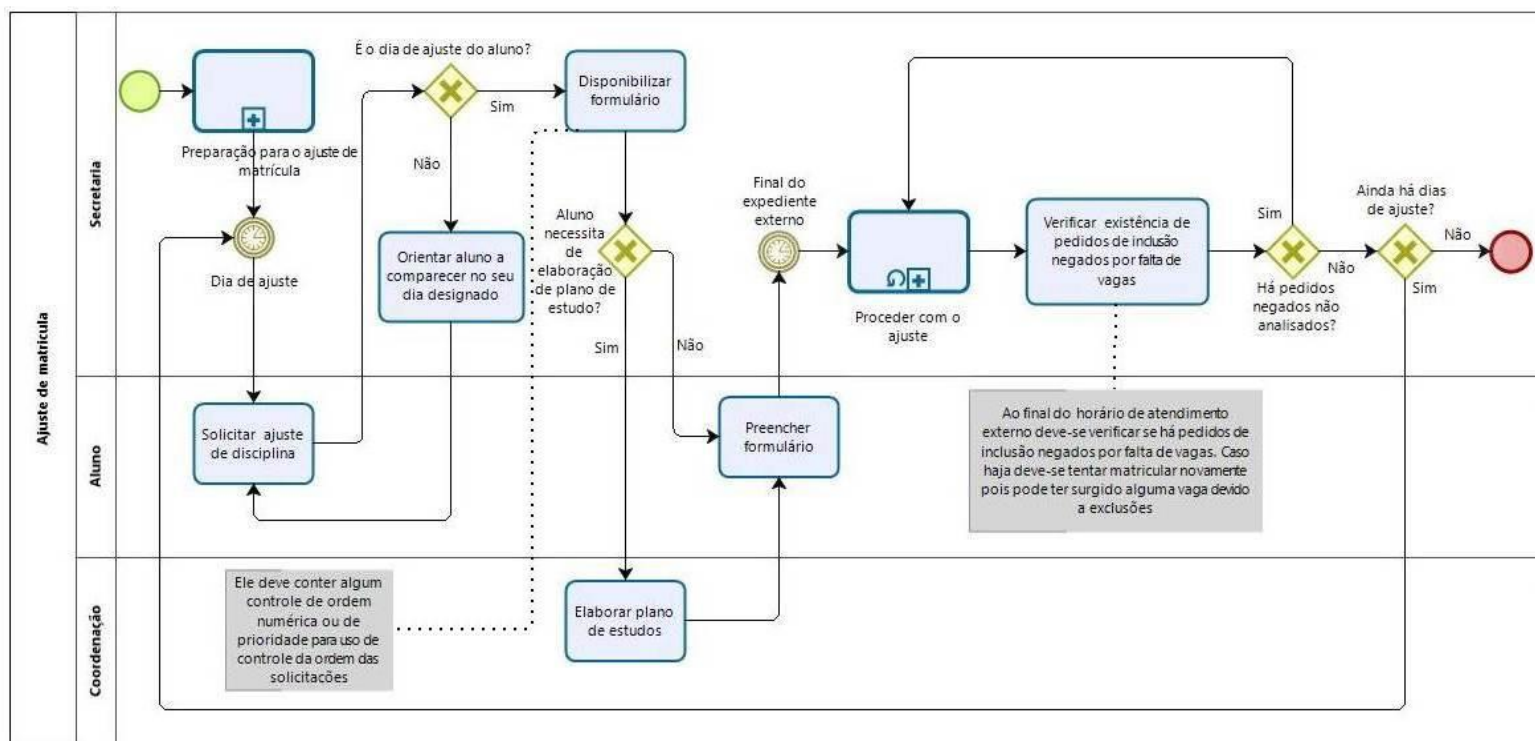 Ajuste de matrícula
Secretaria
Preparação para o ajuste de
matrícula
Dia de ajuste
É o dia de ajuste do aluno?
Sim
Não
Orientar aluno a
comparecer no seu
dia designado
Disponibilizar
formulário
Aluno
necessita
de
elaboração
de plano de
estudo?
Sim
Não
Final do
expediente
externo
Proceder com o
ajuste
Verificar existência de
pedidos de inclusão
negados por falta de
vagas
Sim
Há pedidos
negados não
analisados?
Não
Ainda há dias
de ajuste?
Não
Sim
Aluno
Solicitar ajuste
de disciplina
Preencher
formulário
Ao final do horário de atendimento
externo deve-se verificar se há pedidos de
inclusão negados por falta de vagas. Caso
haja deve-se tentar matricular novamente
pois pode ter surgido alguma vaga devido
a exclusões
Coordenação
Ele deve conter algum
controle de ordem
numérica ou de
prioridade para uso de
controle da ordem das
solicitações
Elaborar plano
de estudos